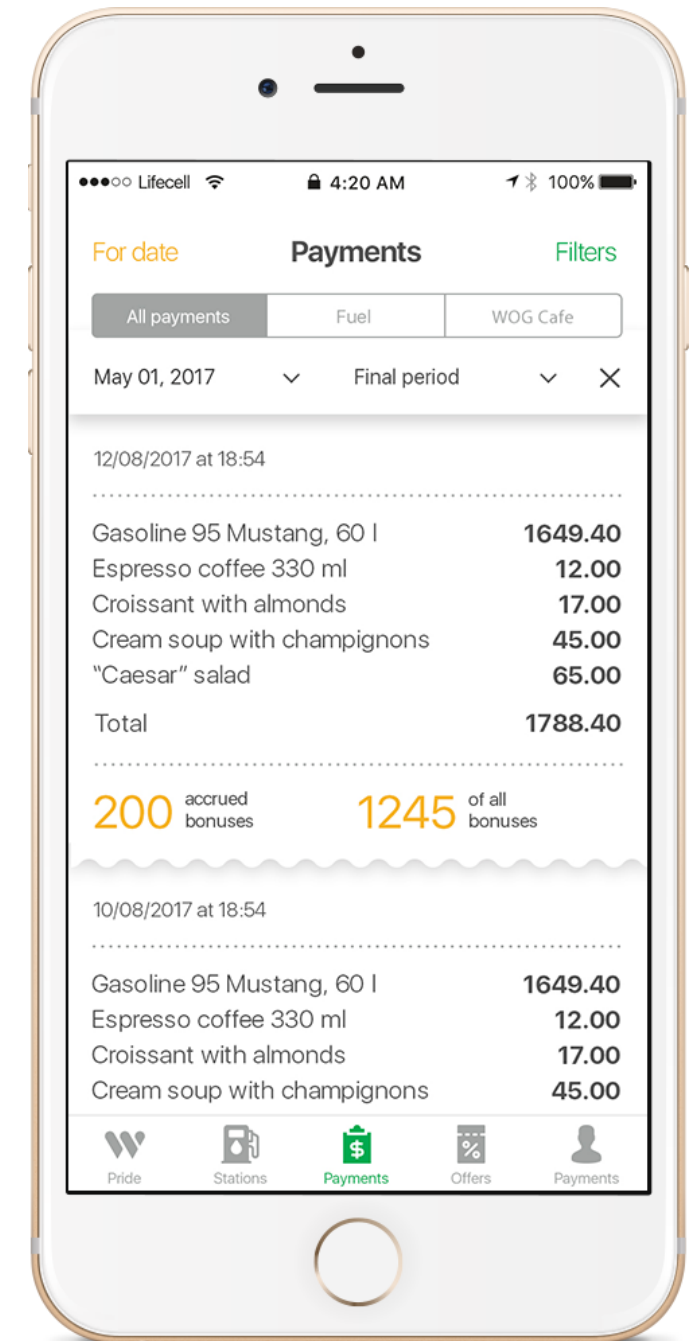 Lifecell 4:20 AM 100%
For date Payments Filters
All payments Fuel WOG Cafe
May 01, 2017 Final period
12/08/2017 at 18:54
Gasoline 95 Mustang, 60 l 1649.40
Espresso coffee 330 ml 12.00
Croissant with almonds 17.00
Cream soup with champignons 45.00
"Caesar" salad 65.00
Total 1788.40
200 accrued bonuses 1245 of all bonuses
10/08/2017 at 18:54
Gasoline 95 Mustang, 60 l 1649.40
Espresso coffee 330 ml 12.00
Croissant with almonds 17.00
Cream soup with champignons 45.00
Pride Stations Payments Offers Payments